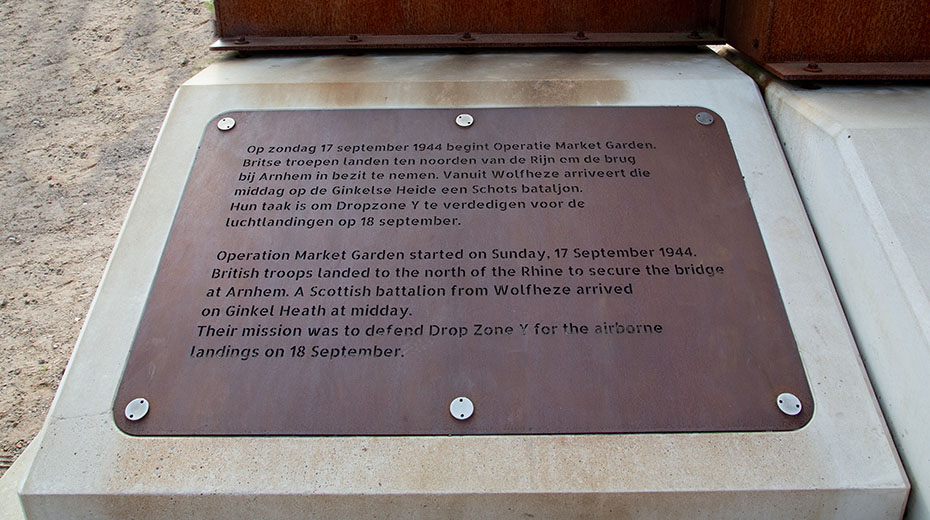 Op zondag 17 september 1944 begint Operatie Market Garden.
Britse troepen landen ten noorden van de Rijn om de brug
bij Arnhem in bezit te nemen. Vanuit Wolfheze arriveert die
middag op de Ginkelse Heide een Schots bataljon.
Hun taak is om Dropzone Y te verdedigen voor de
luchtlandingen op 18 september.
Operation Market Garden started on Sunday, 17 September 1944.
British troops landed to the north of the Rhine to secure the bridge
at Arnhem. A Scottish battalion from Wolfheze arrived
on Ginkel Heath at midday.
Their mission was to defend Drop Zone Y for the airborne
landings on 18 September.